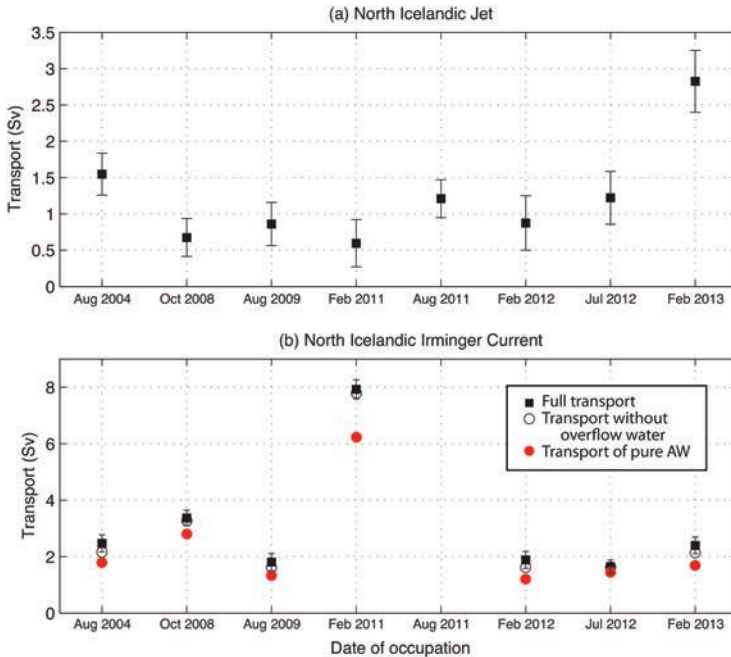 (a) North Icelandic Jet
Transport (Sv)
3.5
3
2.5
2
1.5
1
0.5
0
Aug 2004 Oct 2008 Aug 2009 Feb 2011 Aug 2011 Feb 2012 Jul 2012 Feb 2013
(b) North Icelandic Irminger Current
Transport (Sv)
8
6
4
2
0
Full transport
Transport without
overflow water
Transport of pure AW
Aug 2004 Oct 2008 Aug 2009 Feb 2011 Aug 2011 Feb 2012 Jul 2012 Feb 2013
Date of occupation